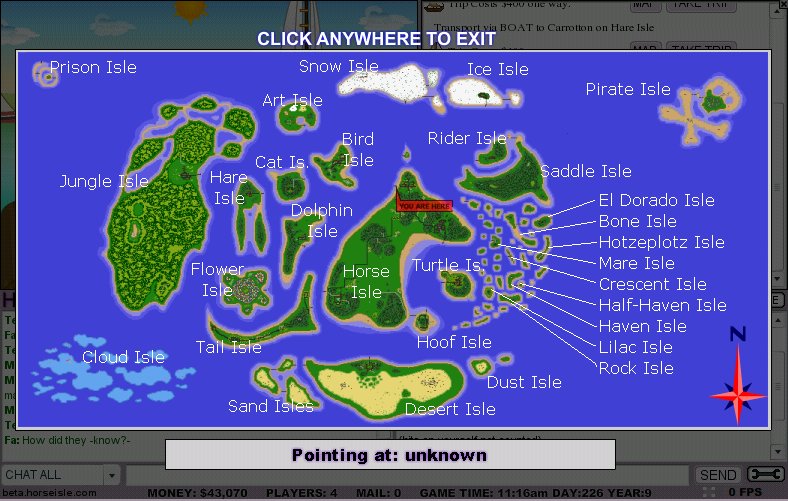 Trip Costs $400 one way.
MAP
TAKE TRIP
Transport via BOAT to Carrotton on Hare Isle
CLICK ANYWHERE TO EXIT
MAP
TAKE TRIP
Prison Isle
Snow Isle
Ice Isle
Pirate Isle
Art Isle
Bird
Isle
Rider Isle
Cat Is.
Saddle Isle
Jungle Isle
Hare
Isle
El Dorado Isle
YOU ARE HERE
Dolphin
Isle
Bone Isle
Hotzeplotz Isle
Mare Isle
Flower
Isle
Horse
Isle
Turtle Is.
Crescent Isle
Half-Haven Isle
Haven Isle
Tail Isle
Hoof Isle
Lilac Isle
Rock Isle
N
Cloud Isle
Dust Isle
Sand Isles
Desert Isle
Fa: How did they -know?-
Pointing at: unknown
CHAT ALL
SEND
beta.horseisle.com
MONEY: $43,070
PLAYERS: 4
MAIL: 0
GAME TIME: 11:16am DAY:226 YEAR:9
0 FPS